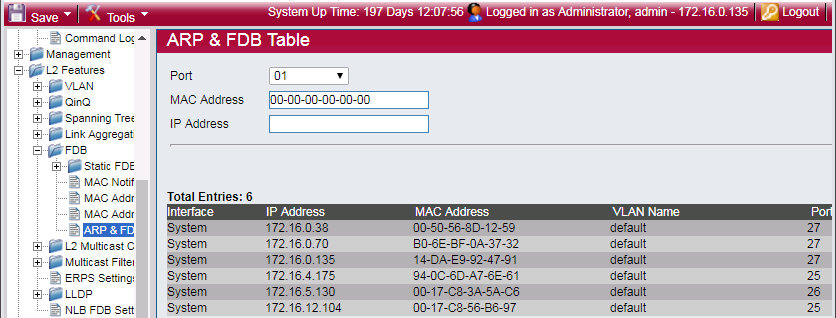 Save Tools System Up Time: 197 Days 12:07:56 Logged in as Administrator, admin - 172.16.0.135 Logout
Command Log
Management
L2 Features
VLAN
QinQ
Spanning Tree
Link Aggregati
FDB
Static FDB
MAC Notif
MAC Addr
MAC Addr
ARP & FD
L2 Multicast C
Multicast Filter
ERPS Settings
LLDP
NLB FDB Sett
ARP & FDB Table
Port 01
MAC Address 00-00-00-00-00-00
IP Address
Total Entries: 6
Interface IP Address MAC Address VLAN Name Port
System 172.16.0.38 00-50-56-8D-12-59 default 27
System 172.16.0.70 B0-6E-BF-0A-37-32 default 27
System 172.16.0.135 14-DA-E9-92-47-91 default 27
System 172.16.4.175 94-0C-6D-A7-6E-61 default 25
System 172.16.5.130 00-17-C8-3A-5A-C6 default 26
System 172.16.12.104 00-17-C8-56-B6-97 default 25